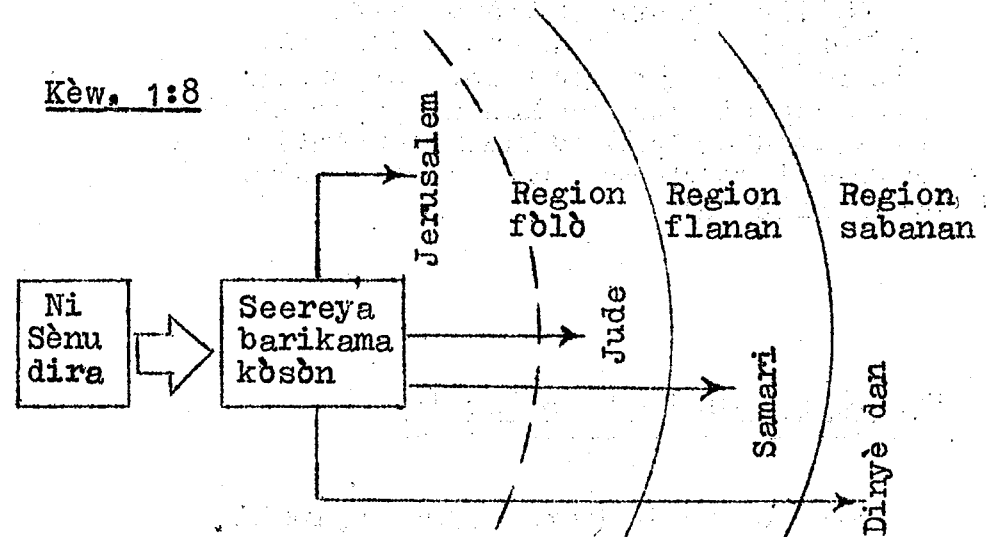 Kèw. 1:8
Jerusalem
Region
fòlò
Region
flanan
Region
sabanan
Ni
Sènu
dira
Seereya
barikama
kòsòn
Jude
Samari
Dinyè dan